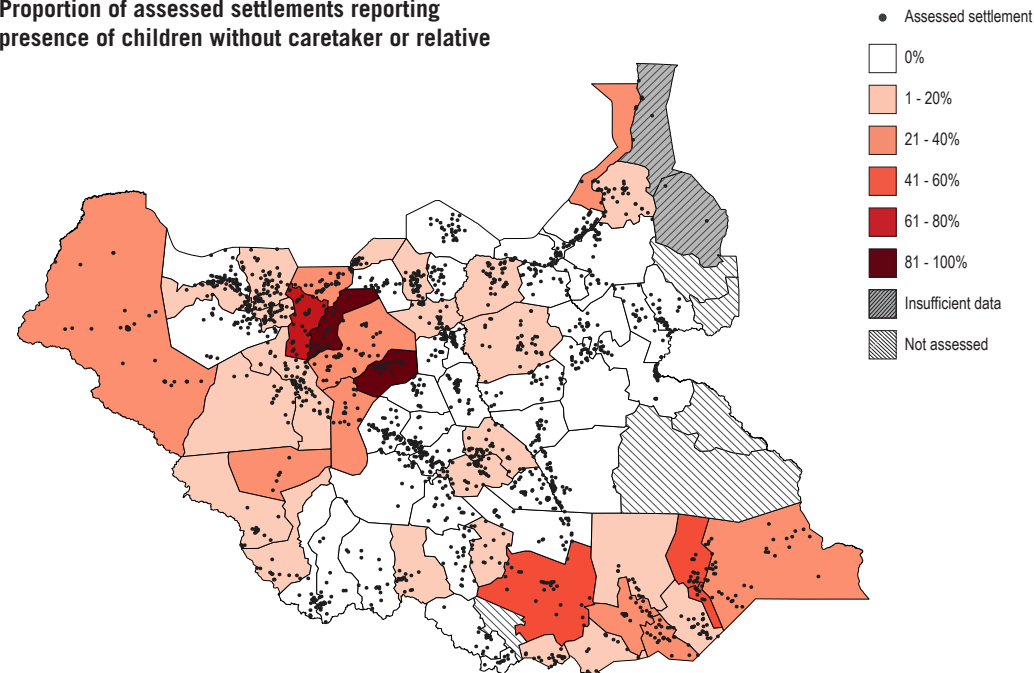 Proportion of assessed settlements reporting
presence of children without caretaker or relative
Assessed settlement
0%
1 - 20%
21 - 40%
41 - 60%
61 - 80%
81 - 100%
Insufficient data
Not assessed